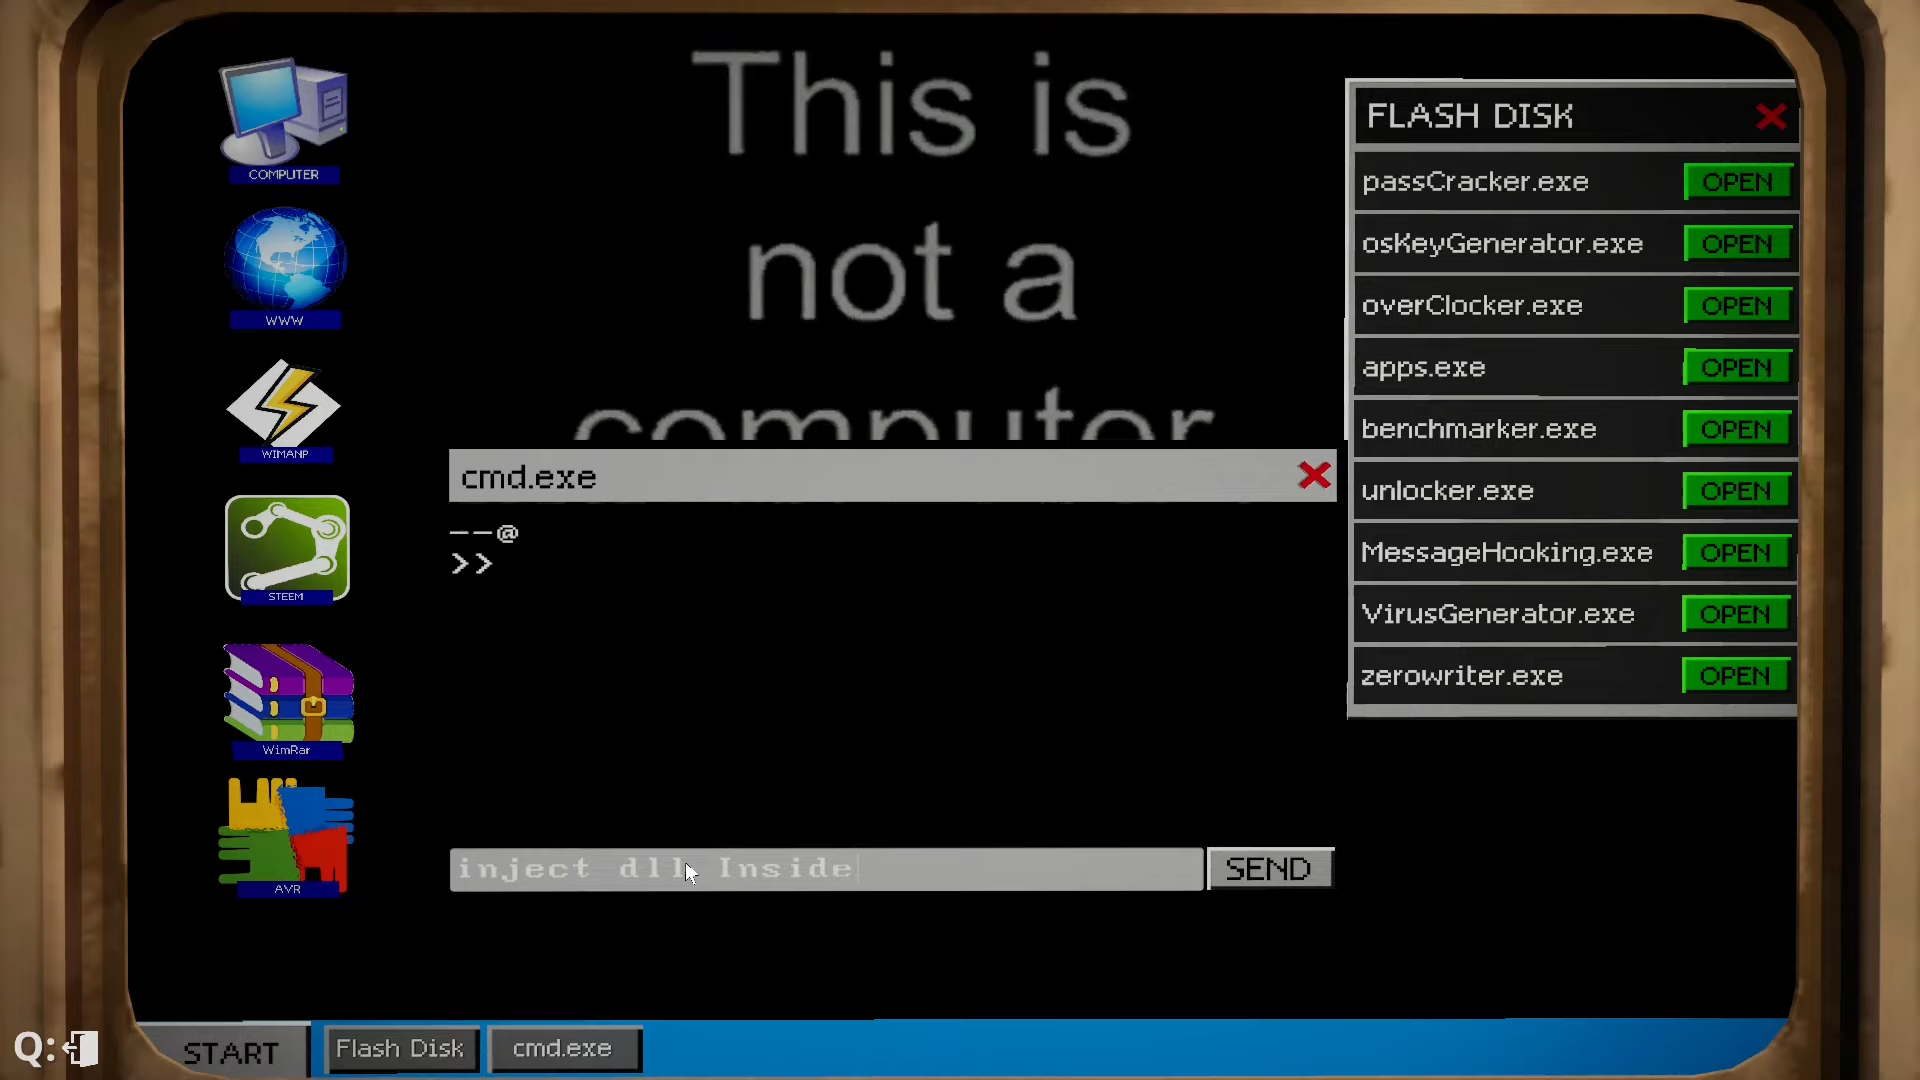 This is
not a
computer
COMPUTER
WWW
WIMANP
STEEM
WimRar
AVR
cmd.exe
--@
>>
inject dll Inside
SEND
FLASH DISK
passCracker.exe OPEN
osKeyGenerator.exe OPEN
overClocker.exe OPEN
apps.exe OPEN
benchmarker.exe OPEN
unlocker.exe OPEN
MessageHooking.exe OPEN
VirusGenerator.exe OPEN
zerowriter.exe OPEN
Q:
START
Flash Disk
cmd.exe